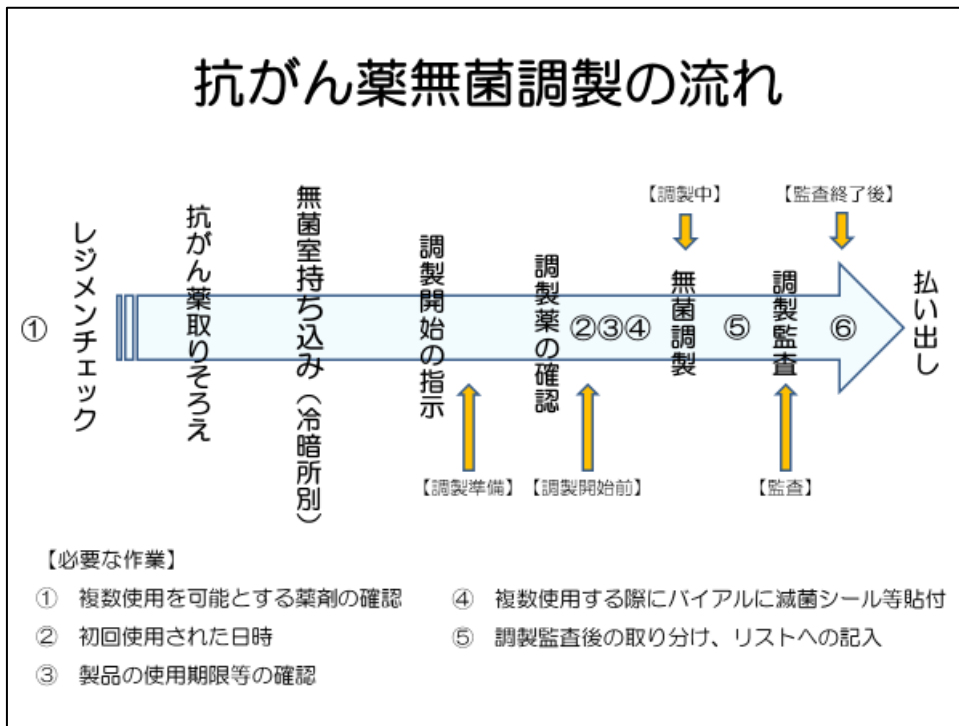 抗がん薬無菌調製の流れ
【調製中】
【監査終了後】
①
レジメンチェック
抗がん薬取りそろえ
無菌室持ち込み（冷暗所別）
調製開始の指示
調製薬の確認
②③④
無菌調製
⑤
調製監査
⑥
払い出し
【調製準備】
【調製開始前】
【監査】
【必要な作業】
① 複数使用を可能とする薬剤の確認
② 初回使用された日時
③ 製品の使用期限等の確認
④ 複数使用する際にバイアルに滅菌シール等貼付
⑤ 調製監査後の取り分け、リストへの記入